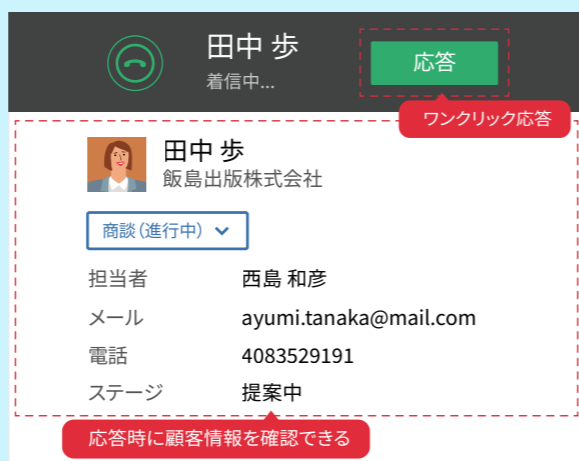 田中 歩
着信中...
応答
ワンクリック応答
田中 歩
飯島出版株式会社
商談(進行中)
担当者 西島 和彦
メール ayumi.tanaka@mail.com
電話 4083529191
ステージ 提案中
応答時に顧客情報を確認できる